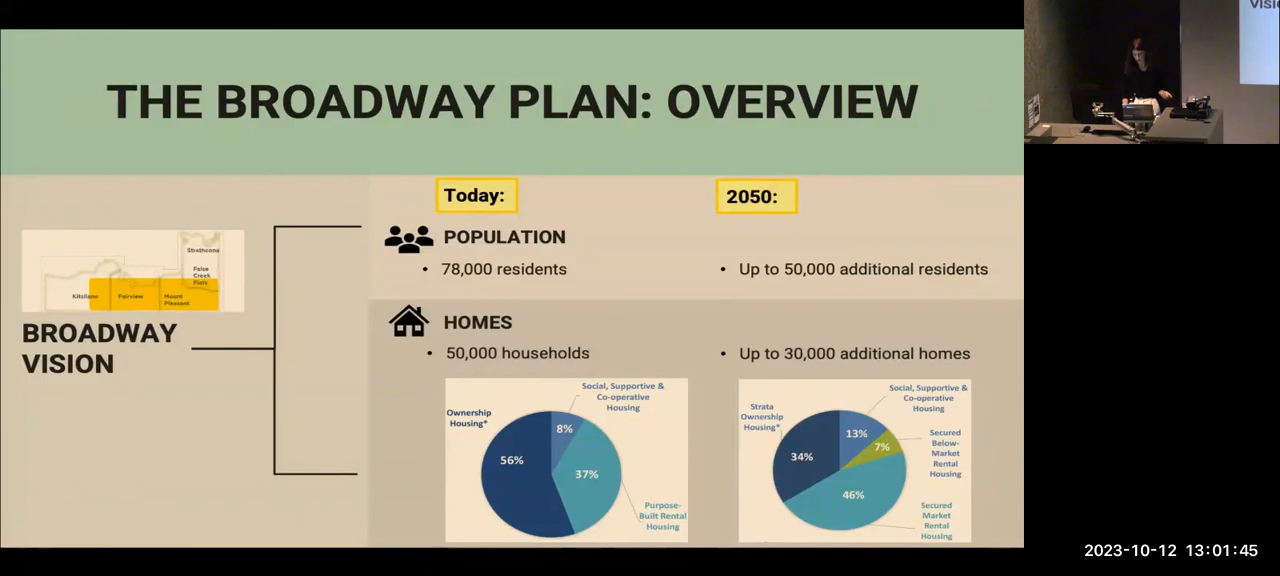 THE BROADWAY PLAN: OVERVIEW
Today:
2050:
POPULATION
• 78,000 residents
• Up to 50,000 additional residents
Strathcona
False
Creek
Flats
Kitsilano
Fairview
Mount
Pleasant
BROADWAY
VISION
HOMES
• 50,000 households
• Up to 30,000 additional homes
Social, Supportive &
Co-operative
Housing
Ownership
Housing*
8%
56%
37%
Purpose-
Built Rental
Housing
Social, Supportive &
Co-operative
Housing
Strata
Ownership
Housing*
13%
Secured
Below-
Market
Rental
Housing
7%
34%
46%
Secured
Market
Rental
Housing
2023-10-12 13:01:45